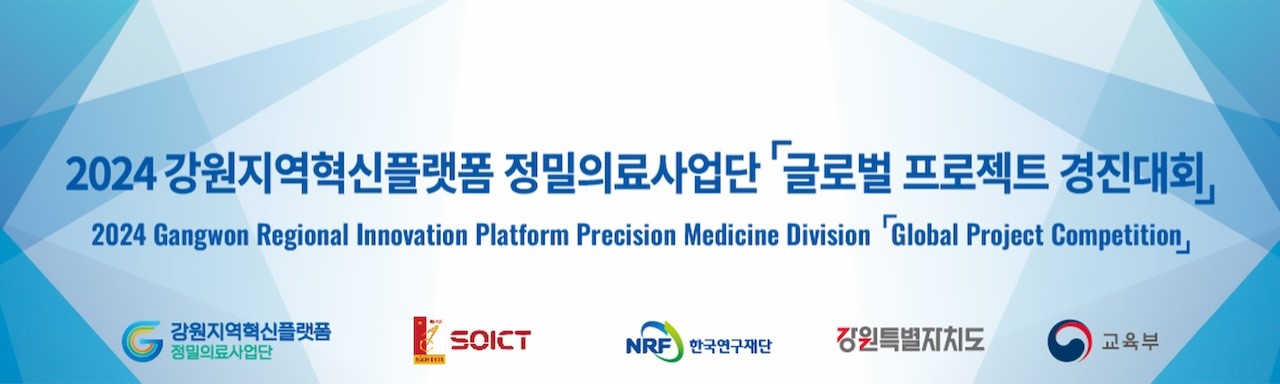 2024 강원지역혁신플랫폼 정밀의료사업단 「글로벌 프로젝트 경진대회」
2024 Gangwon Regional Innovation Platform Precision Medicine Division 「Global Project Competition」
강원지역혁신플랫폼
정밀의료사업단
SOICT
NRF 한국연구재단
강원특별자치도
교육부